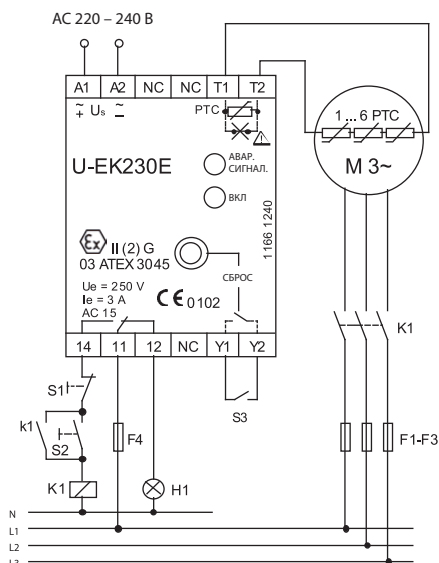 AC 220 – 240 В
A1 A2 NC NC T1 T2
~ + Us ~ –
PTC
1 ... 6 PTC
M 3~
U-EK230E
АВАР. СИГНАЛ.
ВКЛ
1166 1240
Ex II (2) G
03 ATEX 3045
СБРОС
Ue = 250 V
Ie = 3 A
AC 15
CE 0102
14 11 12 NC Y1 Y2
K1
S1
S3
k1
S2
F4
F1-F3
K1
H1
N
L1
L2
L3